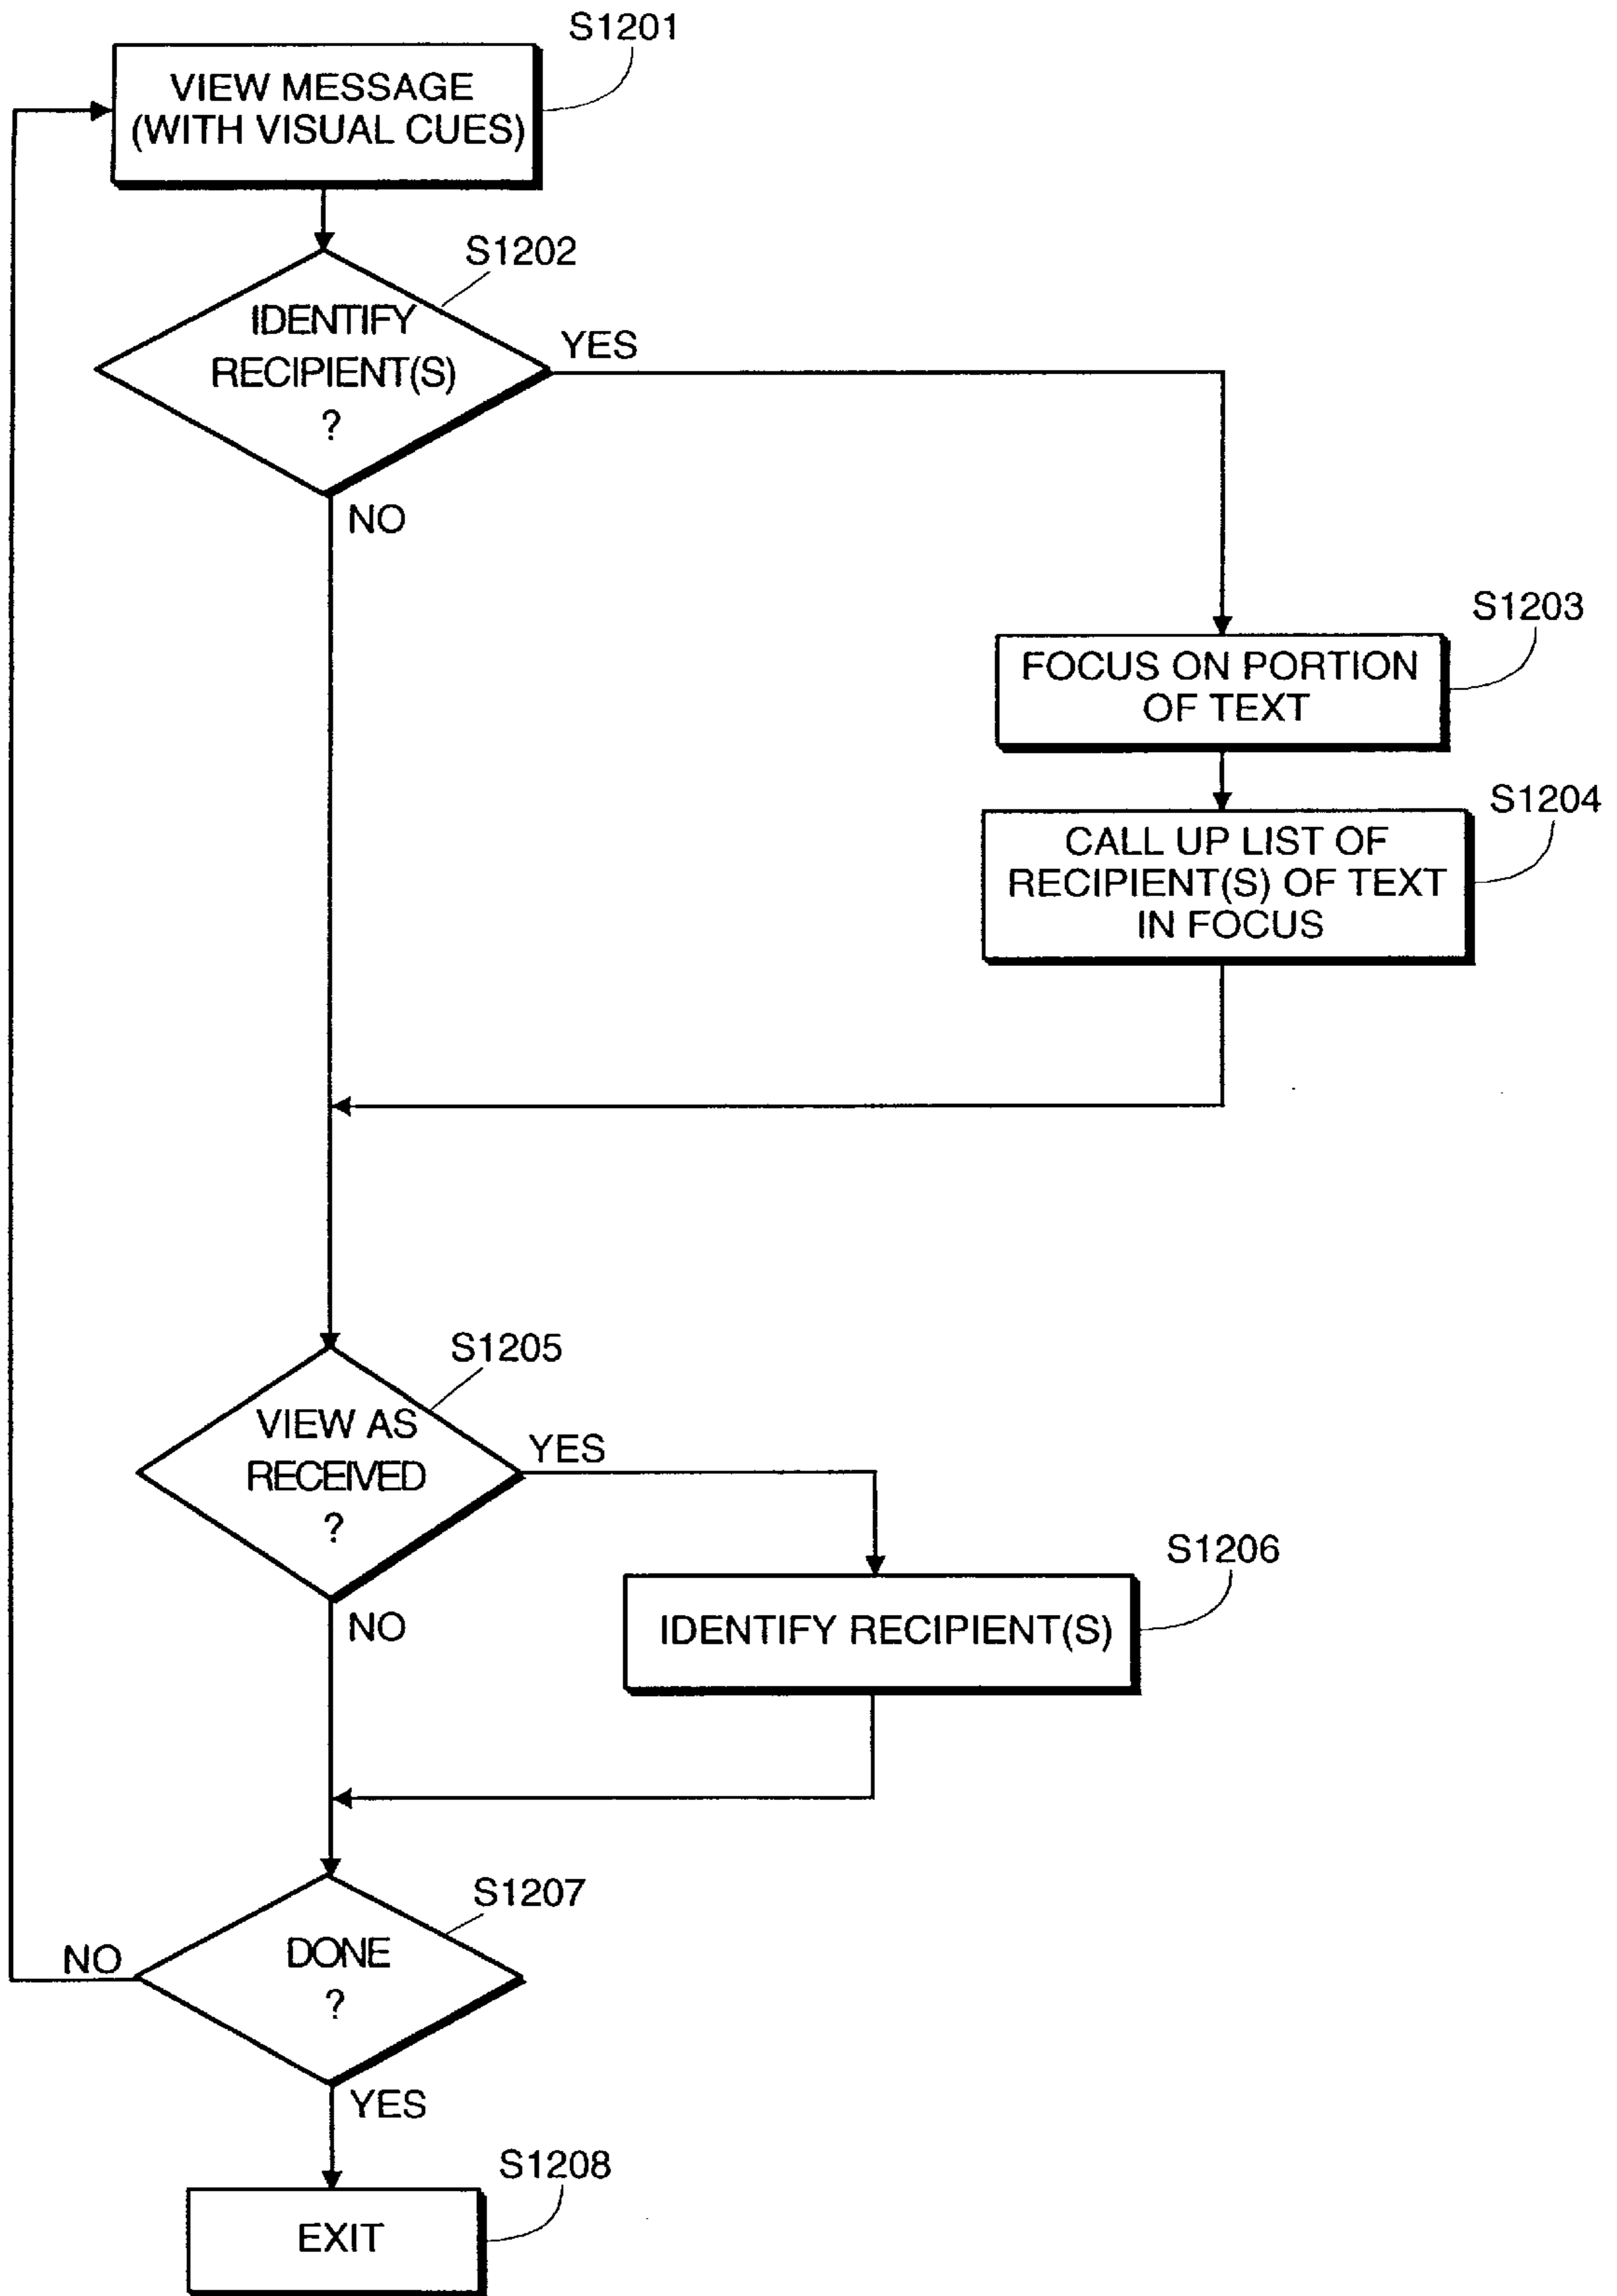 S1201
VIEW MESSAGE
(WITH VISUAL CUES)
S1202
IDENTIFY
RECIPIENT(S)
?
YES
NO
S1203
FOCUS ON PORTION
OF TEXT
S1204
CALL UP LIST OF
RECIPIENT(S) OF TEXT
IN FOCUS
S1205
VIEW AS
RECEIVED
?
YES
NO
S1206
IDENTIFY RECIPIENT(S)
S1207
DONE
?
NO
YES
S1208
EXIT